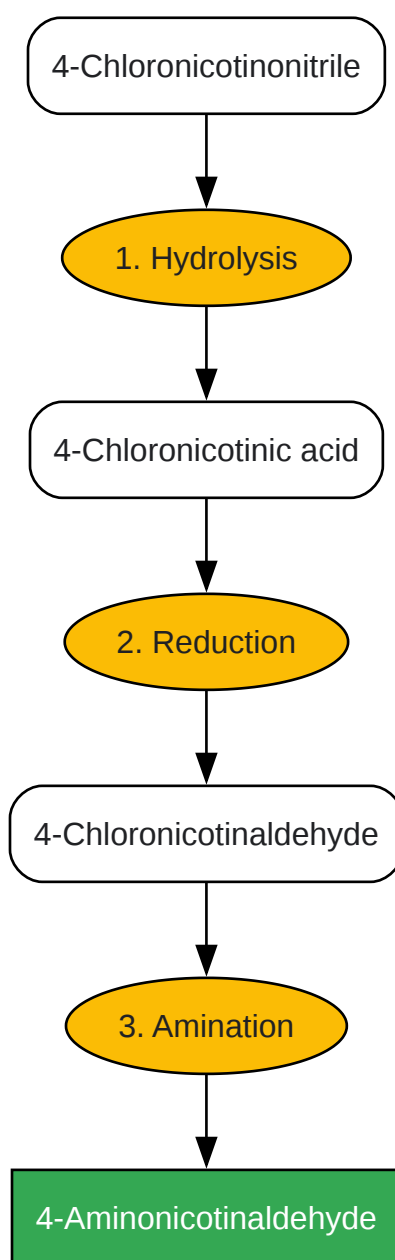 4-Chloronicotinonitrile
1. Hydrolysis
4-Chloronicotinic acid
2. Reduction
4-Chloronicotinaldehyde
3. Amination
4-Aminonicotinaldehyde